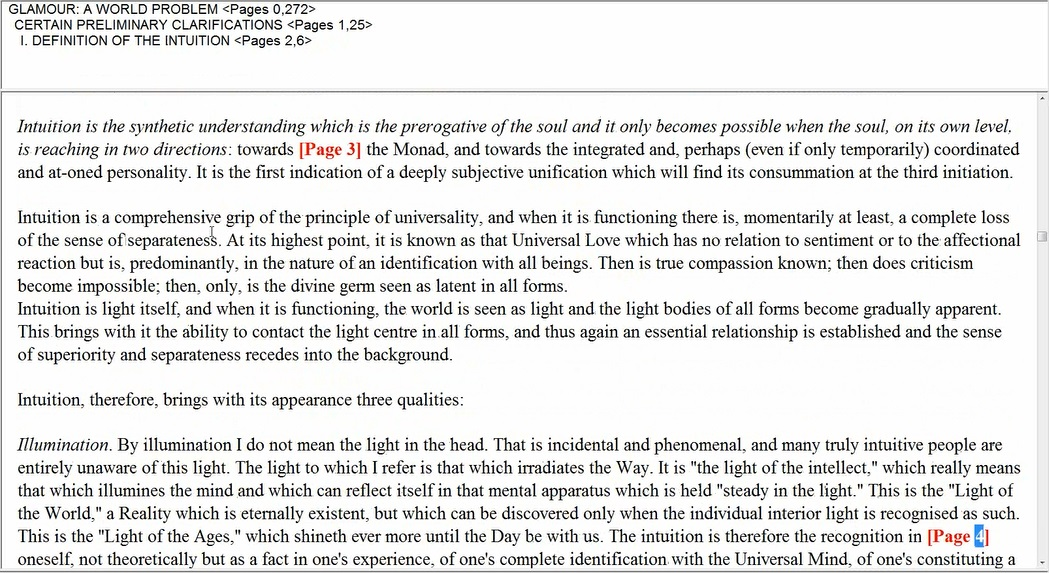 GLAMOUR: A WORLD PROBLEM <Pages 0,272>
CERTAIN PRELIMINARY CLARIFICATIONS <Pages 1,25>
I. DEFINITION OF THE INTUITION <Pages 2,6>
Intuition is the synthetic understanding which is the prerogative of the soul and it only becomes possible when the soul, on its own level,
is reaching in two directions: towards [Page 3] the Monad, and towards the integrated and, perhaps (even if only temporarily) coordinated
and at-oned personality. It is the first indication of a deeply subjective unification which will find its consummation at the third initiation.
Intuition is a comprehensive grip of the principle of universality, and when it is functioning there is, momentarily at least, a complete loss
of the sense of separateness. At its highest point, it is known as that Universal Love which has no relation to sentiment or to the affectional
reaction but is, predominantly, in the nature of an identification with all beings. Then is true compassion known; then does criticism
become impossible; then, only, is the divine germ seen as latent in all forms.
Intuition is light itself, and when it is functioning, the world is seen as light and the light bodies of all forms become gradually apparent.
This brings with it the ability to contact the light centre in all forms, and thus again an essential relationship is established and the sense
of superiority and separateness recedes into the background.
Intuition, therefore, brings with its appearance three qualities:
Illumination. By illumination I do not mean the light in the head. That is incidental and phenomenal, and many truly intuitive people are
entirely unaware of this light. The light to which I refer is that which irradiates the Way. It is "the light of the intellect," which really means
that which illumines the mind and which can reflect itself in that mental apparatus which is held "steady in the light." This is the "Light of
the World," a Reality which is eternally existent, but which can be discovered only when the individual interior light is recognised as such.
This is the "Light of the Ages," which shineth ever more until the Day be with us. The intuition is therefore the recognition in [Page 4]
oneself, not theoretically but as a fact in one's experience, of one's complete identification with the Universal Mind, of one's constituting a